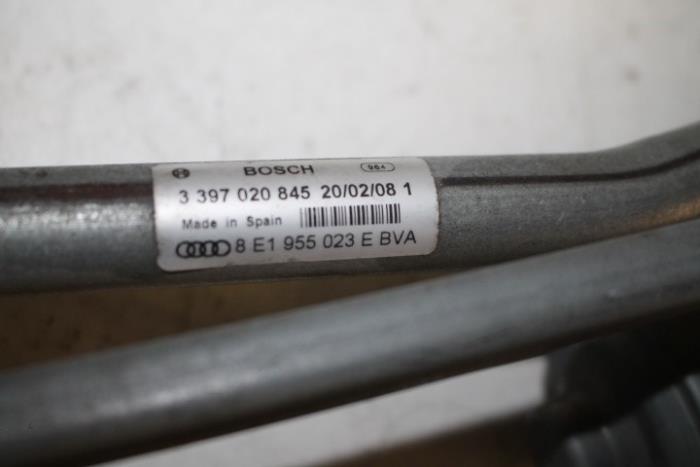 BOSCH 964
3 397 020 845 20/02/08 1
Made in Spain
8 E1 955 023 E BVA